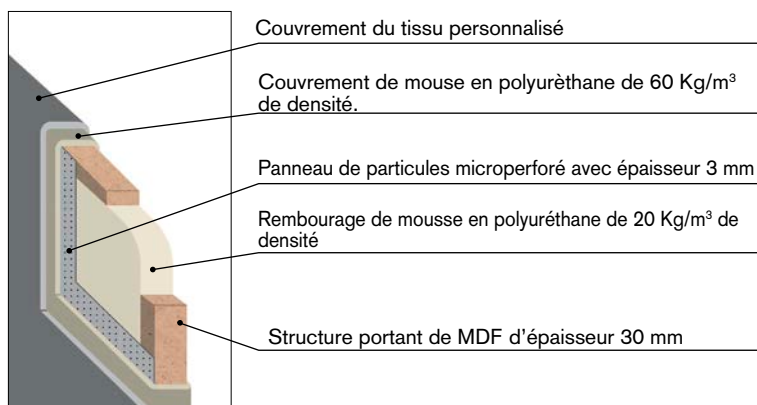 Couvrement du tissu personnalisé
Couvrement de mouse en polyurèthane de 60 Kg/m³
de densité.
Panneau de particules microperforé avec épaisseur 3 mm
Rembourage de mousse en polyuréthane de 20 Kg/m³ de
densité
Structure portant de MDF d’épaisseur 30 mm